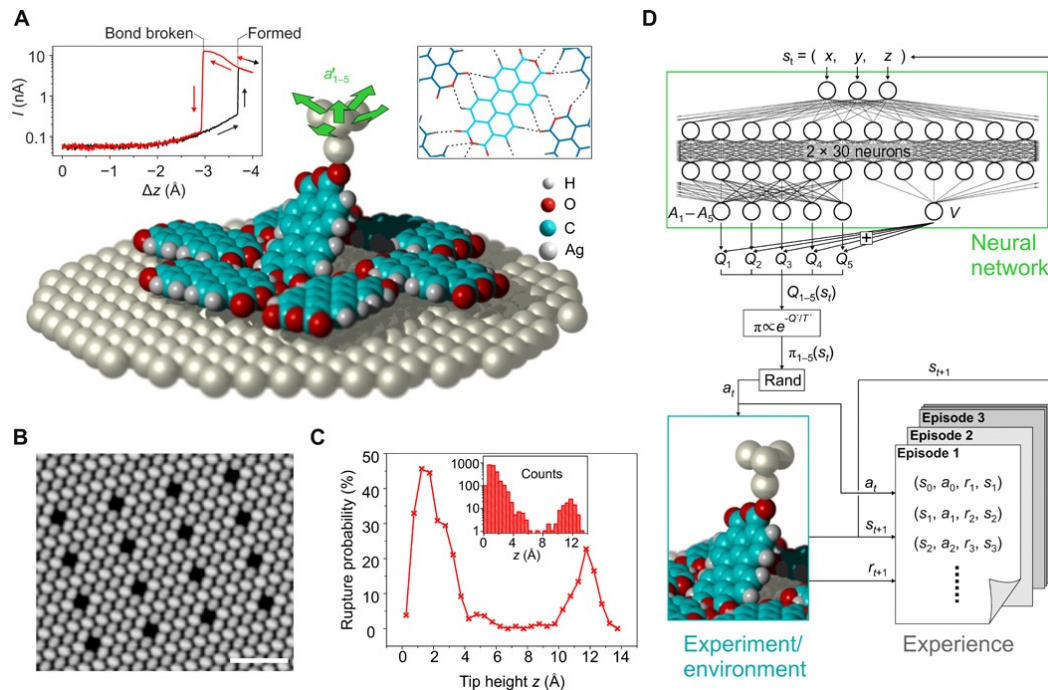 A
Bond broken
Formed
I (nA)
10
1
0.1
0
−1
−2
−3
−4
Δz (Å)
a′1–5
H
O
C
Ag
B
C
Rupture probability (%)
50
40
30
20
10
0
0 2 4 6 8 10 12 14
Tip height z (Å)
Counts
1000
100
10
1
0 4 8 12
z (Å)
D
st = ( x, y, z )
2 × 30 neurons
A1 – A5
V
+
Q1 Q2 Q3 Q4 Q5
Neural
network
Q1–5(st)
π∝e-Q′/T′
π1–5(st)
Rand
at
st+1
Episode 3
Episode 2
Episode 1
(s0, a0, r1, s1)
(s1, a1, r2, s2)
(s2, a2, r3, s3)
at
st+1
rt+1
Experiment/
environment
Experience